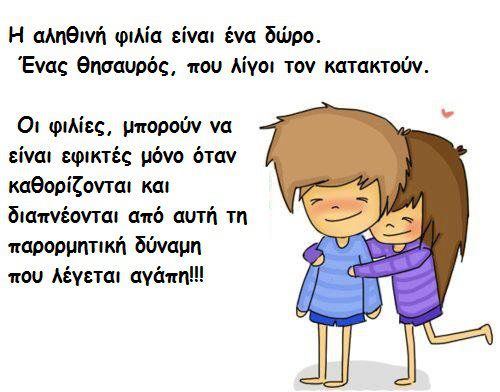 Η αληθινή φιλία είναι ένα δώρο.
Ένας θησαυρός, που λίγοι τον κατακτούν.
Οι φιλίες, μπορούν να
είναι εφικτές μόνο όταν
καθορίζονται και
διαπνέονται από αυτή τη
παρορμητική δύναμη
που λέγεται αγάπη!!!